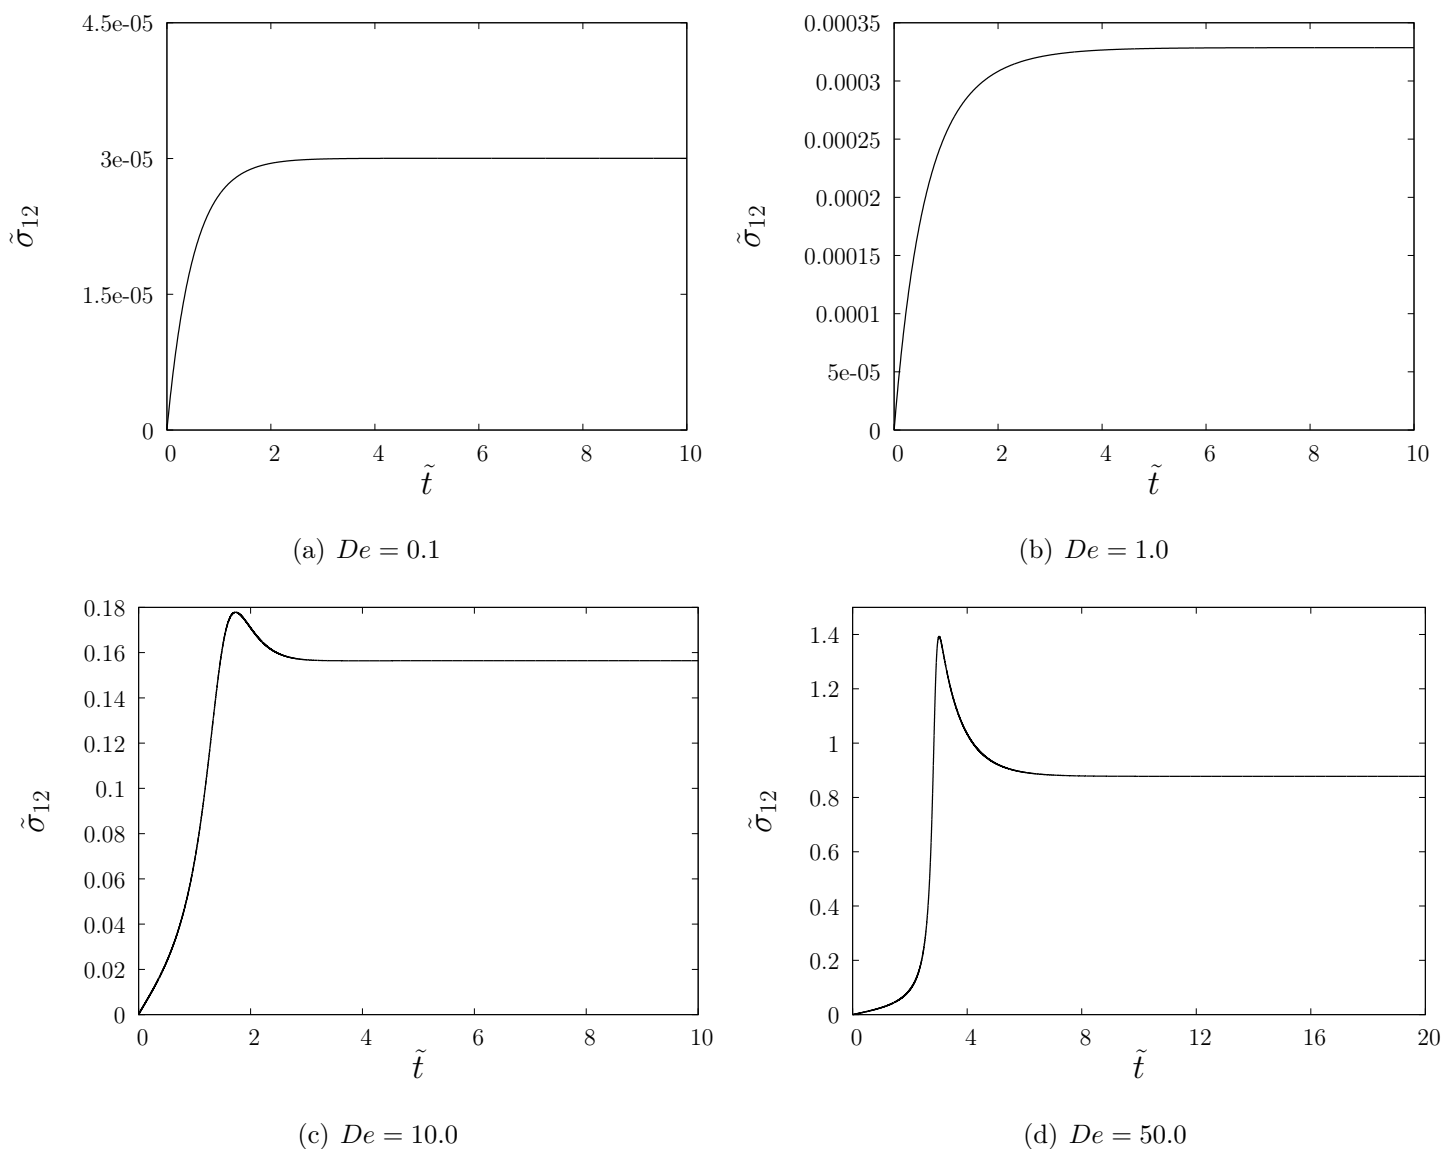 4.5e-05
3e-05
1.5e-05
0
σ̃12
0 2 4 6 8 10
t̃
(a) De = 0.1
0.00035
0.0003
0.00025
0.0002
0.00015
0.0001
5e-05
0
σ̃12
0 2 4 6 8 10
t̃
(b) De = 1.0
0.18
0.16
0.14
0.12
0.1
0.08
0.06
0.04
0.02
0
σ̃12
0 2 4 6 8 10
t̃
(c) De = 10.0
1.4
1.2
1
0.8
0.6
0.4
0.2
0
σ̃12
0 4 8 12 16 20
t̃
(d) De = 50.0